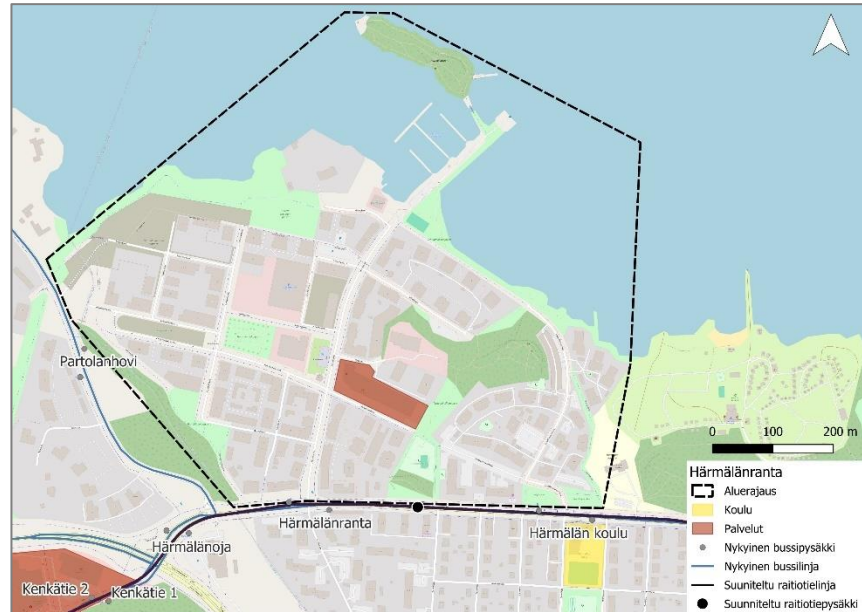 Partolanhovi
0 100 200 m
Härmälänranta
Aluerajaus
Koulu
Palvelut
Nykyinen bussipysäkki
Nykyinen bussilinja
Suuniteltu raitiotielinja
Suunniteltu raitiotiepysäkki
Härmälänranta
Härmälän koulu
Härmälänoja
Kenkätie 2
Kenkätie 1